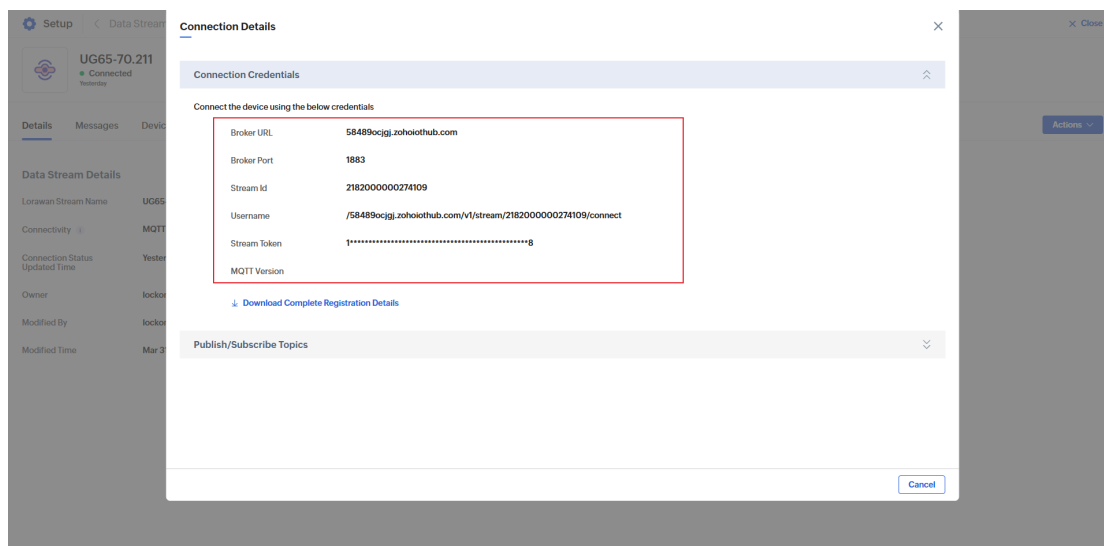 Setup < Data Stream
× Close
UG65-70.211
Connected
Yesterday
Details Messages Devic
Actions
Data Stream Details
Lorawan Stream Name UG65
Connectivity MQTT
Connection Status Updated Time Yester
Owner lockor
Modified By lockor
Modified Time Mar 3
Connection Details
Connection Credentials
Connect the device using the below credentials
Broker URL 58489ocjgj.zohoiothub.com
Broker Port 1883
Stream Id 2182000000274109
Username /58489ocjgj.zohoiothub.com/v1/stream/2182000000274109/connect
Stream Token 1************************************************8
MQTT Version
Download Complete Registration Details
Publish/Subscribe Topics
Cancel